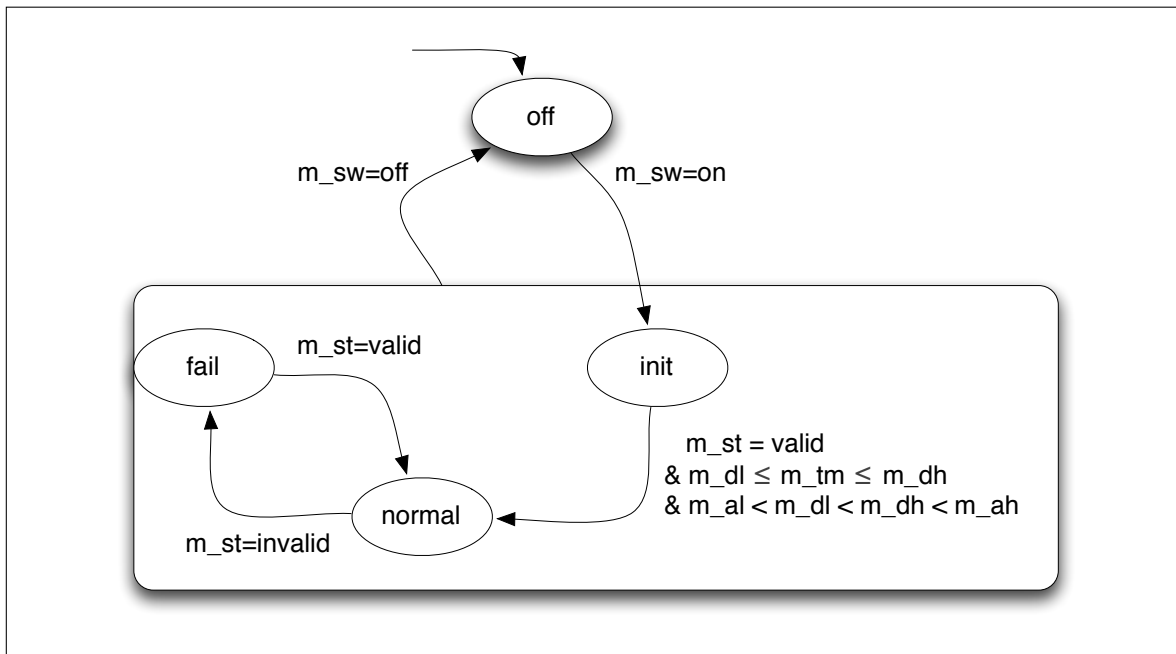 off
m_sw=off
m_sw=on
fail
m_st=valid
init
m_st = valid
& m_dl ≤ m_tm ≤ m_dh
& m_al < m_dl < m_dh < m_ah
normal
m_st=invalid